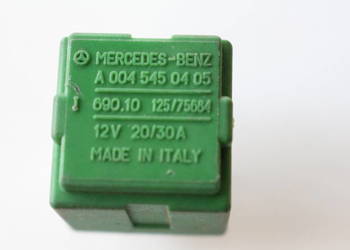 MERCEDES-BENZ
A 004 545 04 05
690.10 125/75684
12V 20/30A
MADE IN ITALY